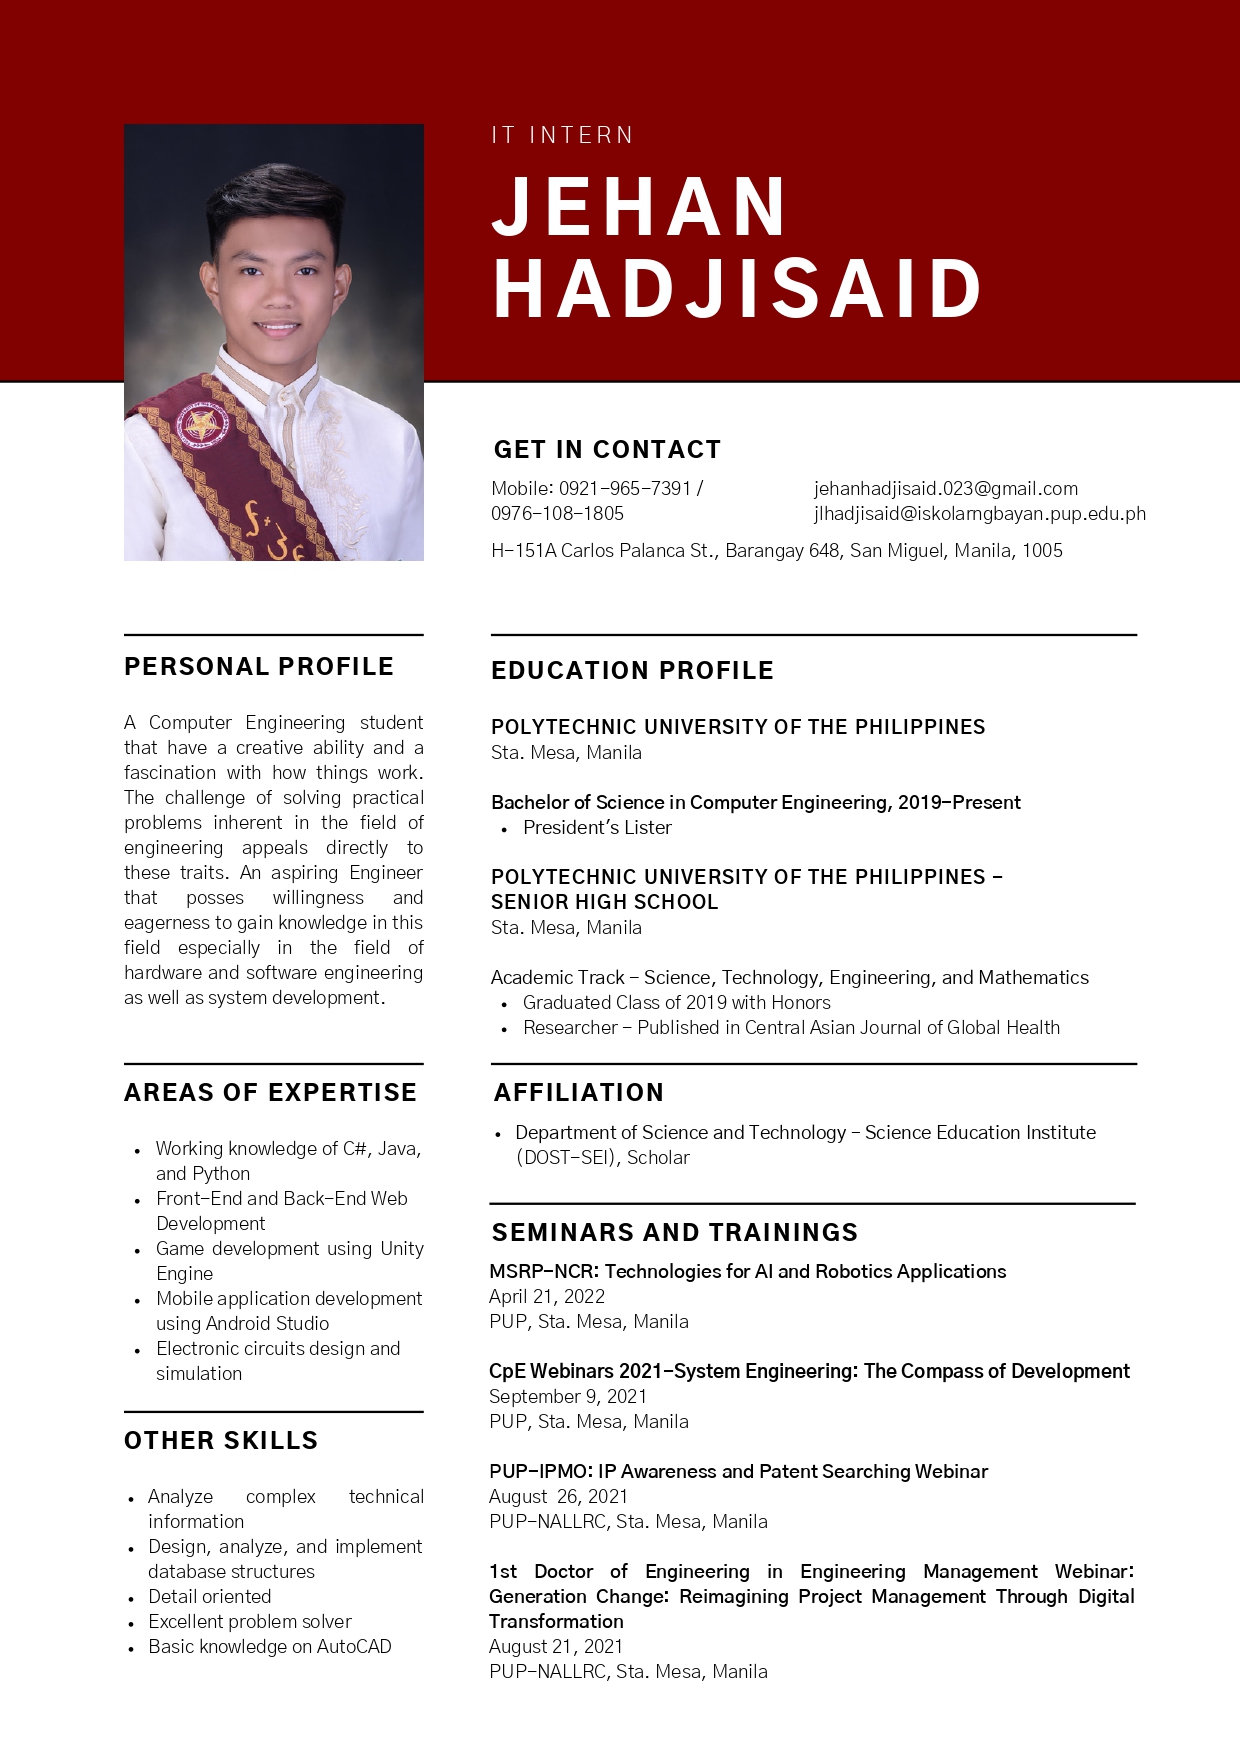 IT INTERN
JEHAN
HADJISAID
GET IN CONTACT
Mobile: 0921-965-7391 /
0976-108-1805
jehanhadjisaid.023@gmail.com
jlhadjisaid@iskolarngbayan.pup.edu.ph
H-151A Carlos Palanca St., Barangay 648, San Miguel, Manila, 1005
PERSONAL PROFILE
A Computer Engineering student
that have a creative ability and a
fascination with how things work.
The challenge of solving practical
problems inherent in the field of
engineering appeals directly to
these traits. An aspiring Engineer
that posses willingness and
eagerness to gain knowledge in this
field especially in the field of
hardware and software engineering
as well as system development.
AREAS OF EXPERTISE
• Working knowledge of C#, Java,
and Python
• Front-End and Back-End Web
Development
• Game development using Unity
Engine
• Mobile application development
using Android Studio
• Electronic circuits design and
simulation
OTHER SKILLS
• Analyze complex technical
information
• Design, analyze, and implement
database structures
• Detail oriented
• Excellent problem solver
• Basic knowledge on AutoCAD
EDUCATION PROFILE
POLYTECHNIC UNIVERSITY OF THE PHILIPPINES
Sta. Mesa, Manila
Bachelor of Science in Computer Engineering, 2019-Present
• President's Lister
POLYTECHNIC UNIVERSITY OF THE PHILIPPINES -
SENIOR HIGH SCHOOL
Sta. Mesa, Manila
Academic Track - Science, Technology, Engineering, and Mathematics
• Graduated Class of 2019 with Honors
• Researcher - Published in Central Asian Journal of Global Health
AFFILIATION
• Department of Science and Technology - Science Education Institute
(DOST-SEI), Scholar
SEMINARS AND TRAININGS
MSRP-NCR: Technologies for AI and Robotics Applications
April 21, 2022
PUP, Sta. Mesa, Manila
CpE Webinars 2021-System Engineering: The Compass of Development
September 9, 2021
PUP, Sta. Mesa, Manila
PUP-IPMO: IP Awareness and Patent Searching Webinar
August 26, 2021
PUP-NALLRC, Sta. Mesa, Manila
1st Doctor of Engineering in Engineering Management Webinar:
Generation Change: Reimagining Project Management Through Digital
Transformation
August 21, 2021
PUP-NALLRC, Sta. Mesa, Manila